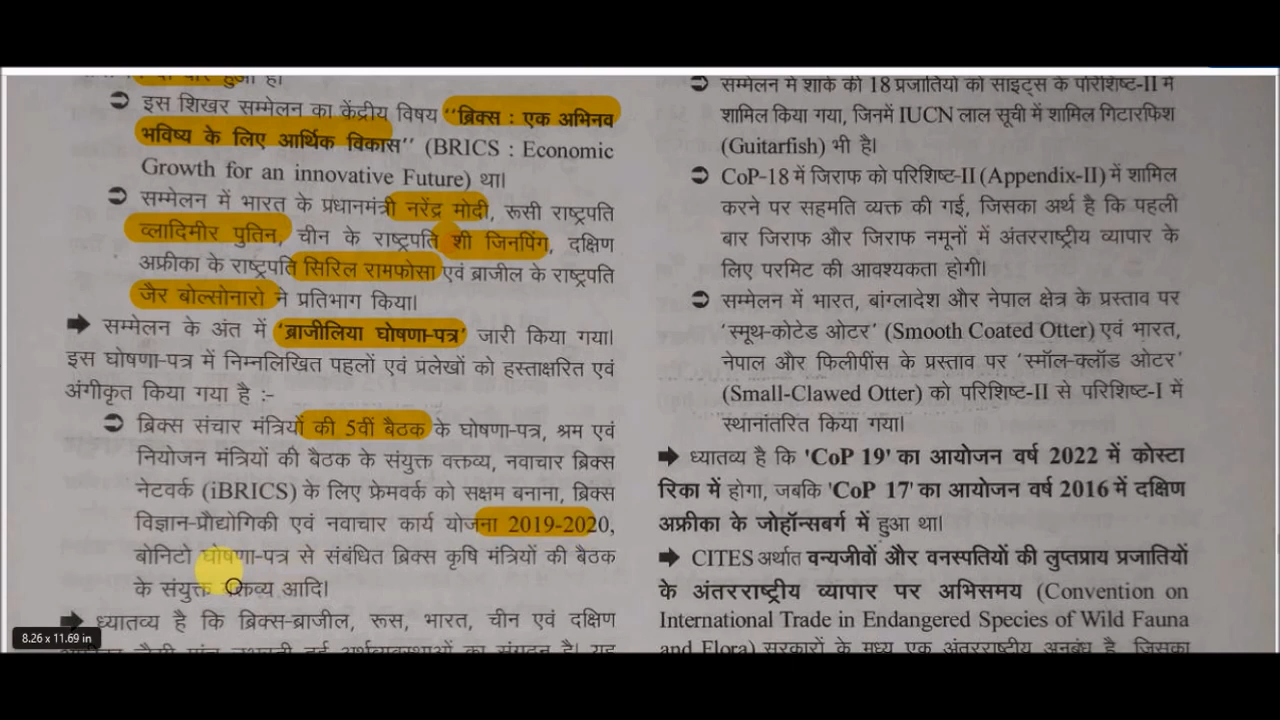 इस शिखर सम्मेलन का केंद्रीय विषय ‘‘ब्रिक्स : एक अभिनव
भविष्य के लिए आर्थिक विकास’’ (BRICS : Economic
Growth for an innovative Future) था।
सम्मेलन में भारत के प्रधानमंत्री नरेंद्र मोदी, रूसी राष्ट्रपति
व्लादिमीर पुतिन, चीन के राष्ट्रपति शी जिनपिंग, दक्षिण
अफ्रीका के राष्ट्रपति सिरिल रामफोसा एवं ब्राजील के राष्ट्रपति
जैर बोल्सोनारो ने प्रतिभाग किया।
➡ सम्मेलन के अंत में ‘ब्राजीलिया घोषणा-पत्र’ जारी किया गया।
इस घोषणा-पत्र में निम्नलिखित पहलों एवं प्रलेखों को हस्ताक्षरित एवं
अंगीकृत किया गया है :-
ब्रिक्स संचार मंत्रियों की 5वीं बैठक के घोषणा-पत्र, श्रम एवं
नियोजन मंत्रियों की बैठक के संयुक्त वक्तव्य, नवाचार ब्रिक्स
नेटवर्क (iBRICS) के लिए फ्रेमवर्क को सक्षम बनाना, ब्रिक्स
विज्ञान-प्रौद्योगिकी एवं नवाचार कार्य योजना 2019-2020,
बोनिटो घोषणा-पत्र से संबंधित ब्रिक्स कृषि मंत्रियों की बैठक
के संयुक्त वक्तव्य आदि।
➡ ध्यातव्य है कि ब्रिक्स-ब्राजील, रूस, भारत, चीन एवं दक्षिण
8.26 x 11.69 in
सम्मेलन में शार्क की 18 प्रजातियों को साइट्स के परिशिष्ट-II में
शामिल किया गया, जिनमें IUCN लाल सूची में शामिल गिटारफिश
(Guitarfish) भी है।
CoP-18 में जिराफ को परिशिष्ट-II (Appendix-II) में शामिल
करने पर सहमति व्यक्त की गई, जिसका अर्थ है कि पहली
बार जिराफ और जिराफ नमूनों में अंतरराष्ट्रीय व्यापार के
लिए परमिट की आवश्यकता होगी।
सम्मेलन में भारत, बांग्लादेश और नेपाल क्षेत्र के प्रस्ताव पर
‘स्मूथ-कोटेड ओटर’ (Smooth Coated Otter) एवं भारत,
नेपाल और फिलीपींस के प्रस्ताव पर ‘स्मॉल-क्लॉड ओटर’
(Small-Clawed Otter) को परिशिष्ट-II से परिशिष्ट-I में
स्थानांतरित किया गया।
➡ ध्यातव्य है कि 'CoP 19' का आयोजन वर्ष 2022 में कोस्टा
रिका में होगा, जबकि 'CoP 17' का आयोजन वर्ष 2016 में दक्षिण
अफ्रीका के जोहॉन्सबर्ग में हुआ था।
➡ CITES अर्थात वन्यजीवों और वनस्पतियों की लुप्तप्राय प्रजातियों
के अंतरराष्ट्रीय व्यापार पर अभिसमय (Convention on
International Trade in Endangered Species of Wild Fauna
and Flora) सरकारों के मध्य एक अंतरराष्ट्रीय अनुबंध है, जिसका